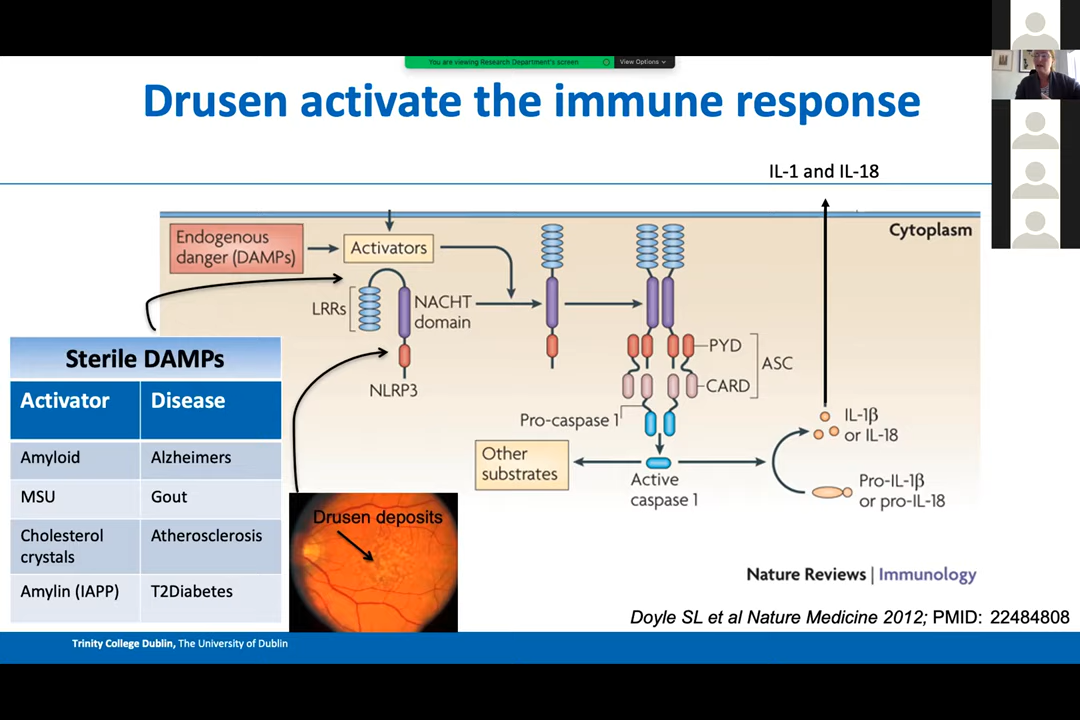 You are viewing Research Department's screen
View Options
Drusen activate the immune response
IL-1 and IL-18
Cytoplasm
Endogenous
danger (DAMPs)
Activators
LRRs
NACHT
domain
NLRP3
PYD
ASC
CARD
Pro-caspase 1
IL-1β
or IL-18
Other
substrates
Active
caspase 1
Pro-IL-1β
or pro-IL-18
Sterile DAMPs
Activator Disease
Amyloid Alzheimers
MSU Gout
Cholesterol
crystals Atherosclerosis
Amylin (IAPP) T2Diabetes
Drusen deposits
Nature Reviews | Immunology
Doyle SL et al Nature Medicine 2012; PMID: 22484808
Trinity College Dublin, The University of Dublin